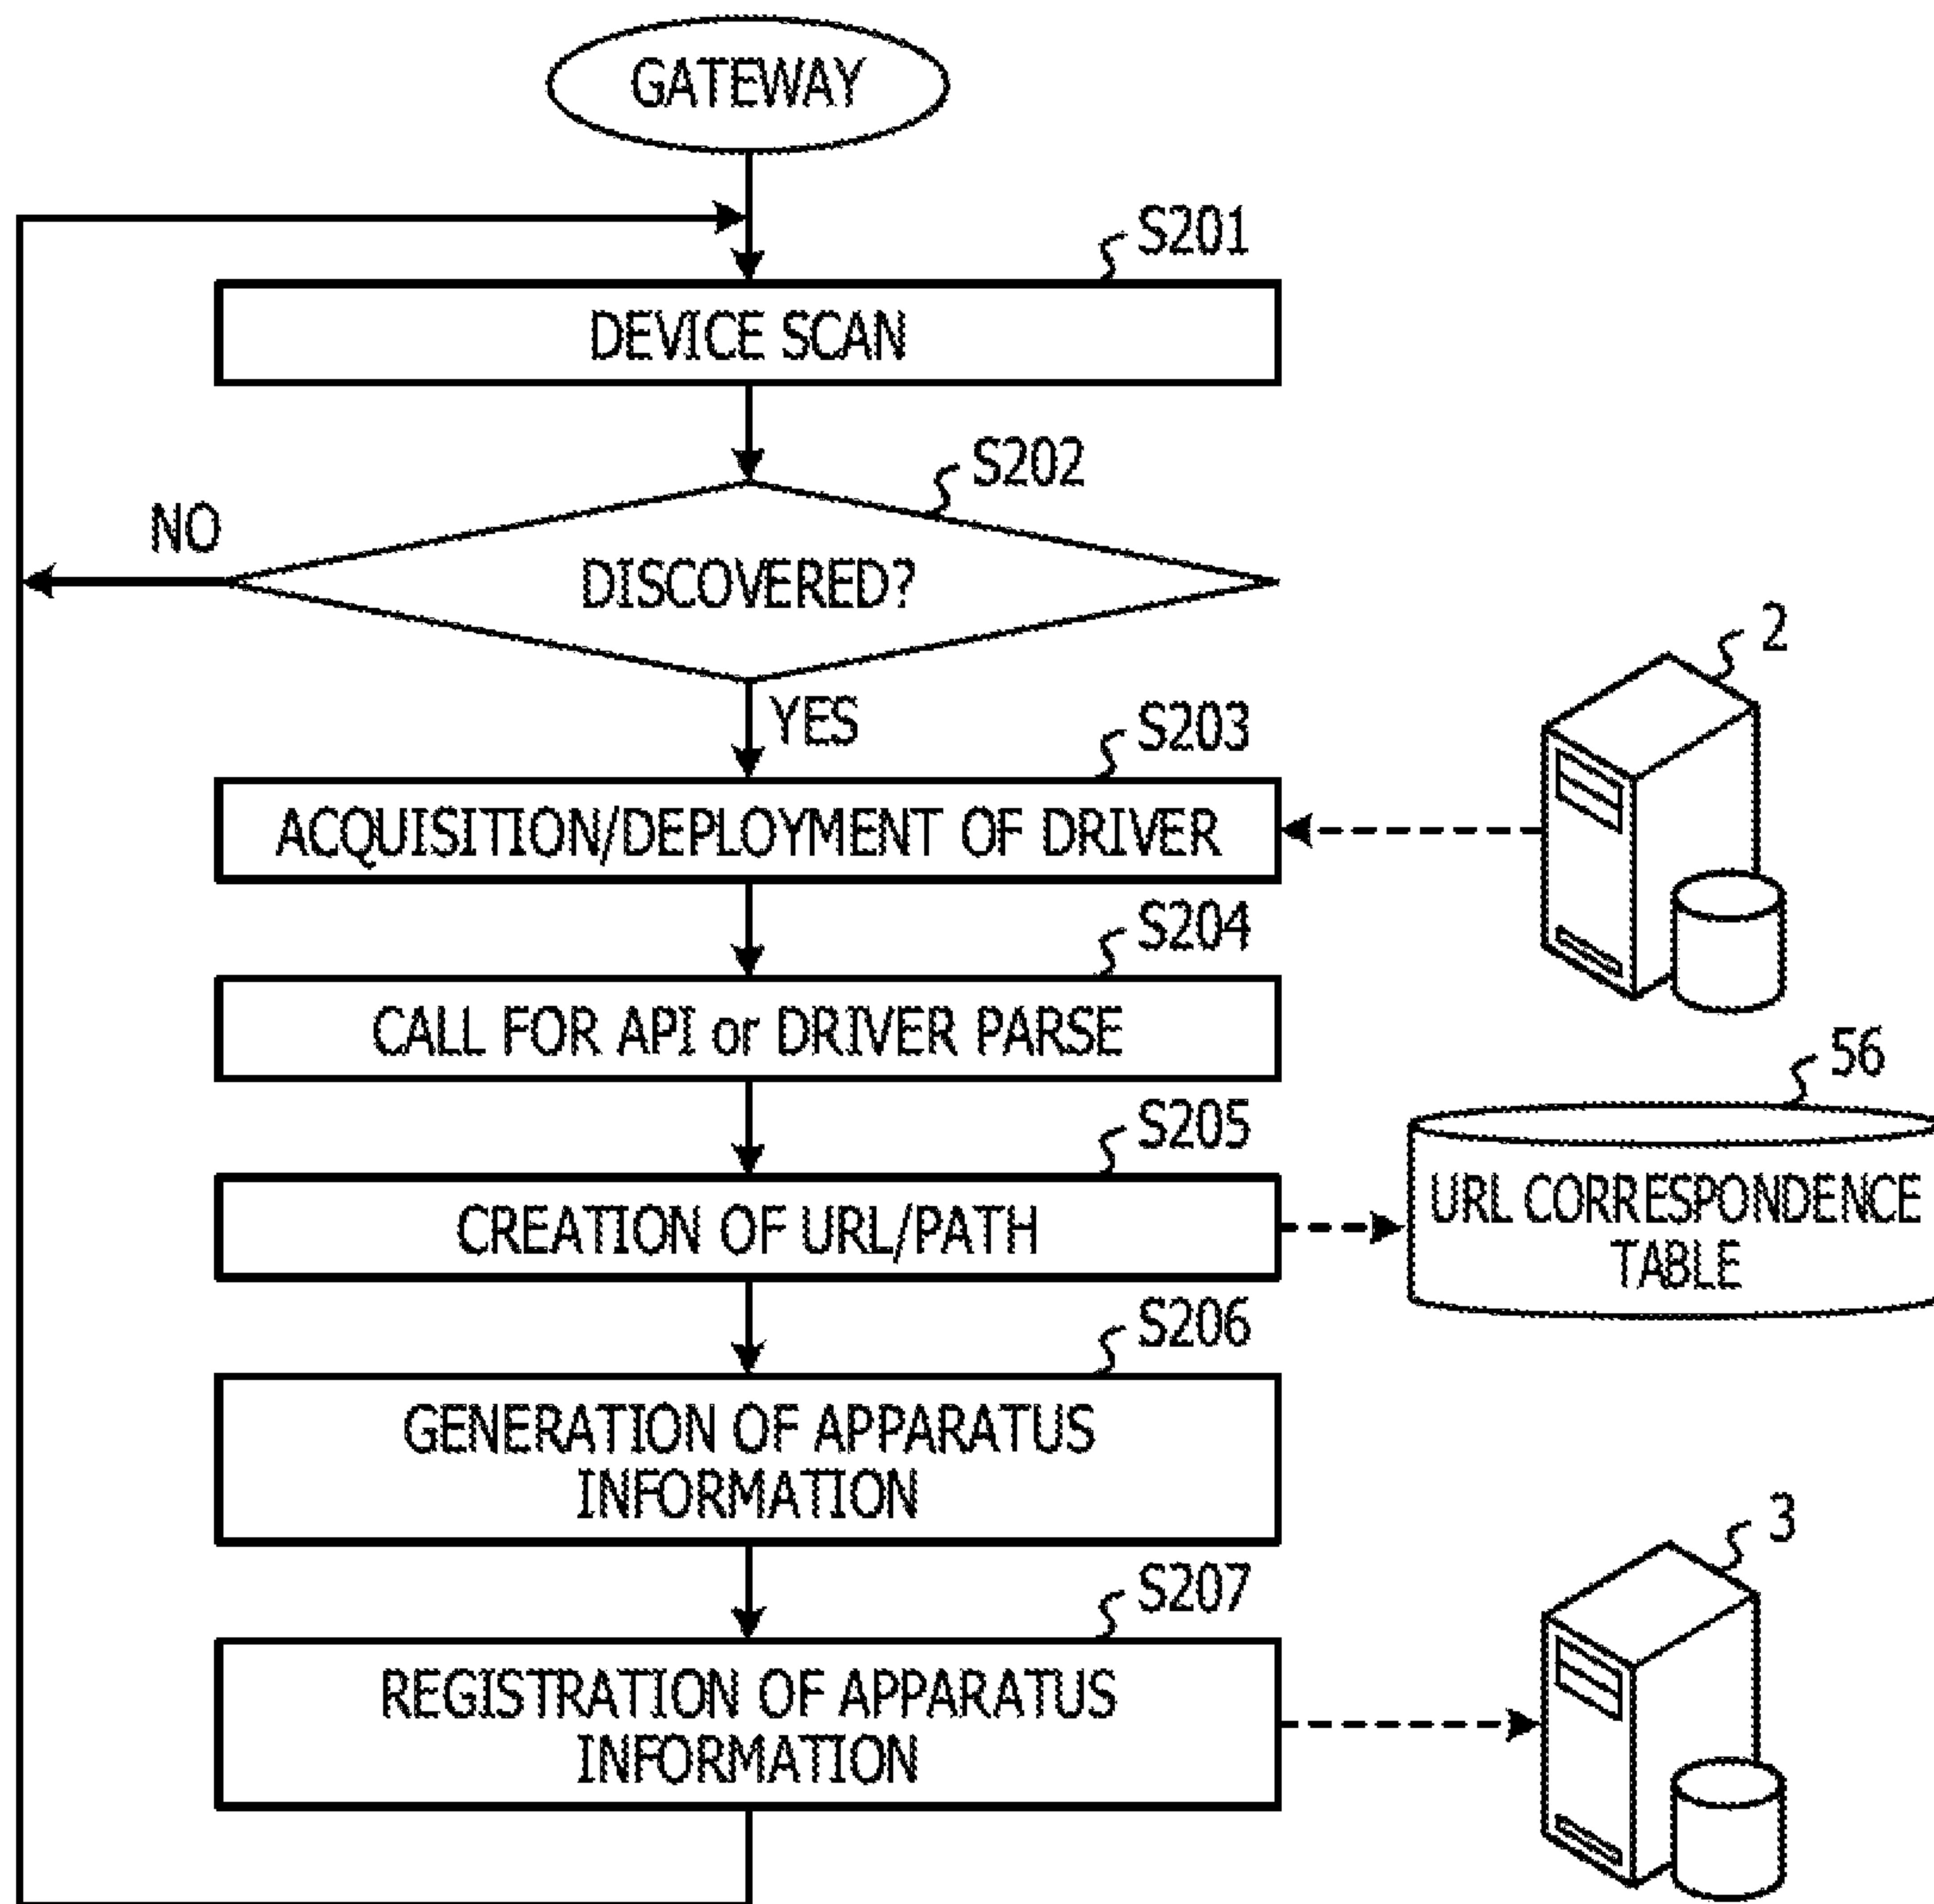 GATEWAY
S201
DEVICE SCAN
S202
NO
DISCOVERED?
2
YES
S203
ACQUISITION/DEPLOYMENT OF DRIVER
S204
CALL FOR API or DRIVER PARSE
56
S205
URL CORRESPONDENCE
TABLE
CREATION OF URL/PATH
S206
GENERATION OF APPARATUS
INFORMATION
3
S207
REGISTRATION OF APPARATUS
INFORMATION